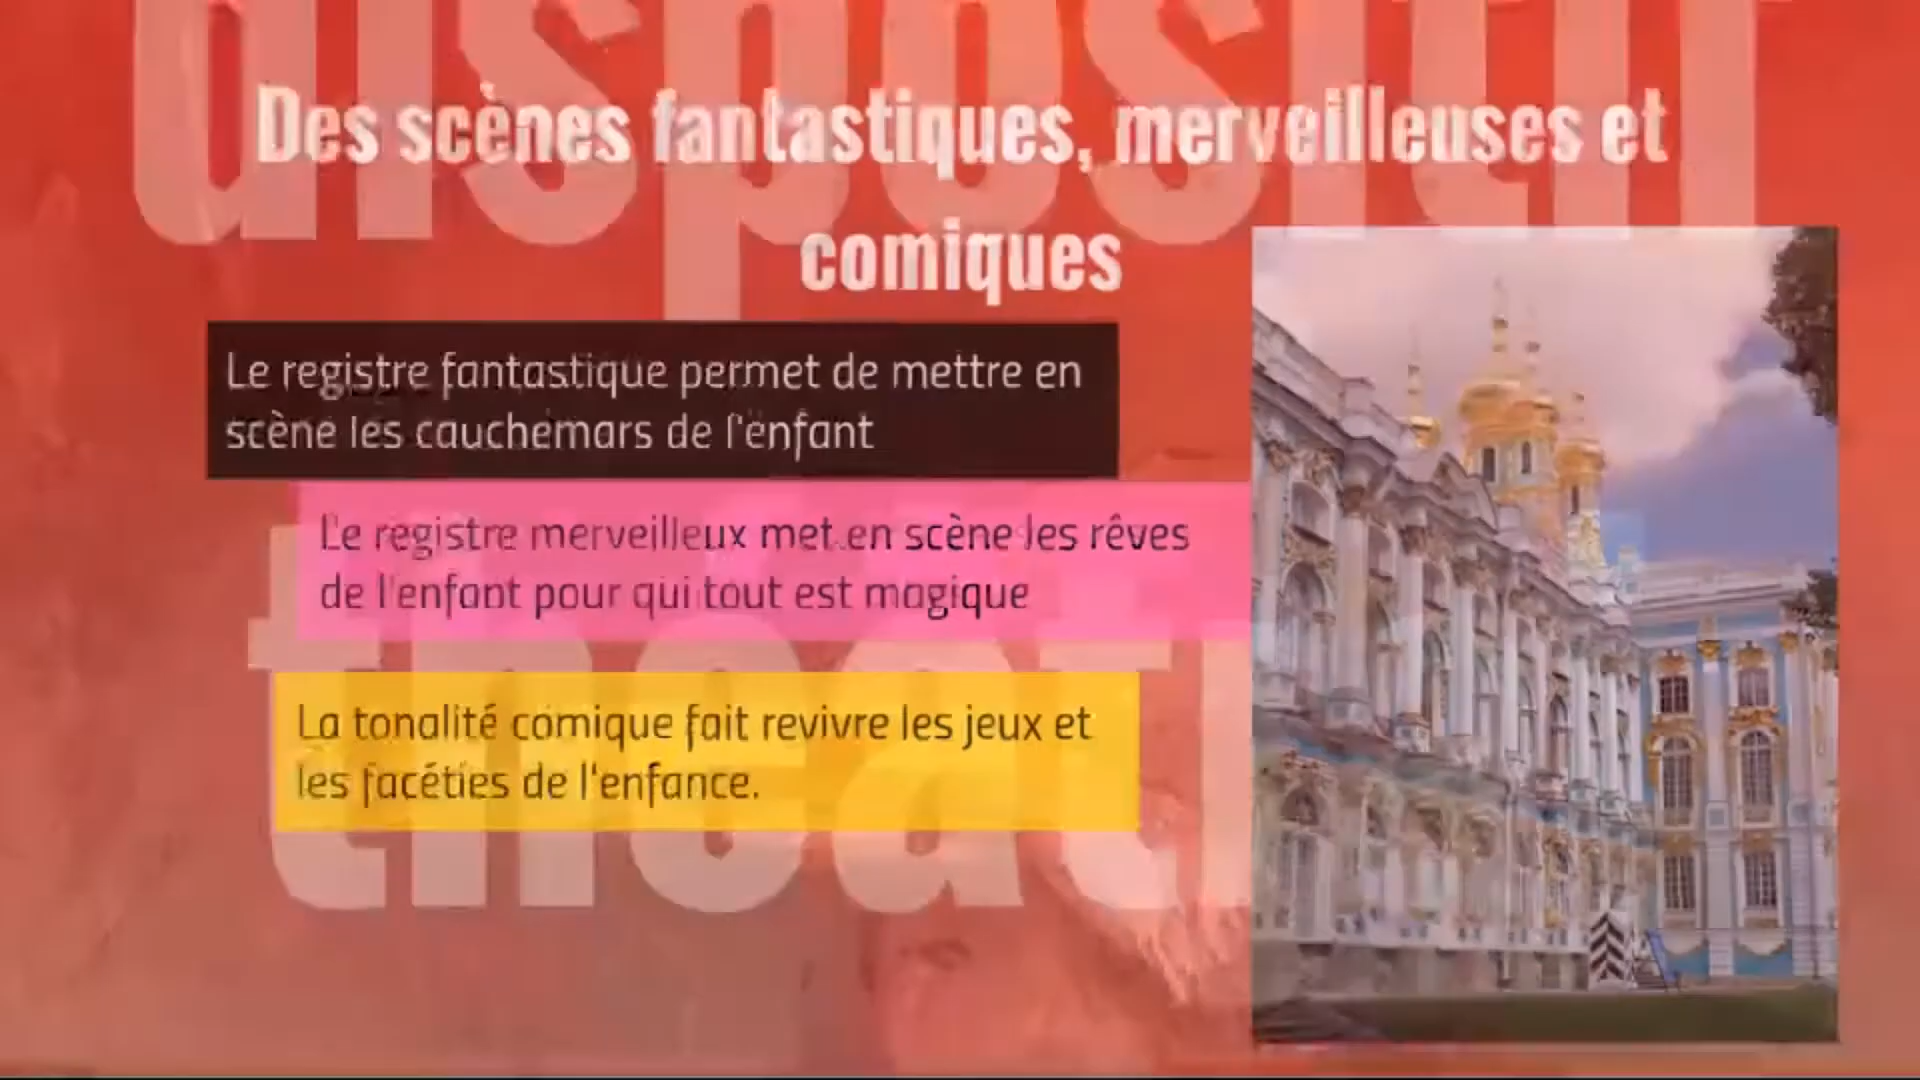 dispositif
Des scènes fantastiques, merveilleuses et
comiques
Le registre fantastique permet de mettre en
scène les cauchemars de l'enfant
Le registre merveilleux met en scène les rêves
de l'enfant pour qui tout est magique
La tonalité comique fait revivre les jeux et
les facéties de l'enfance.